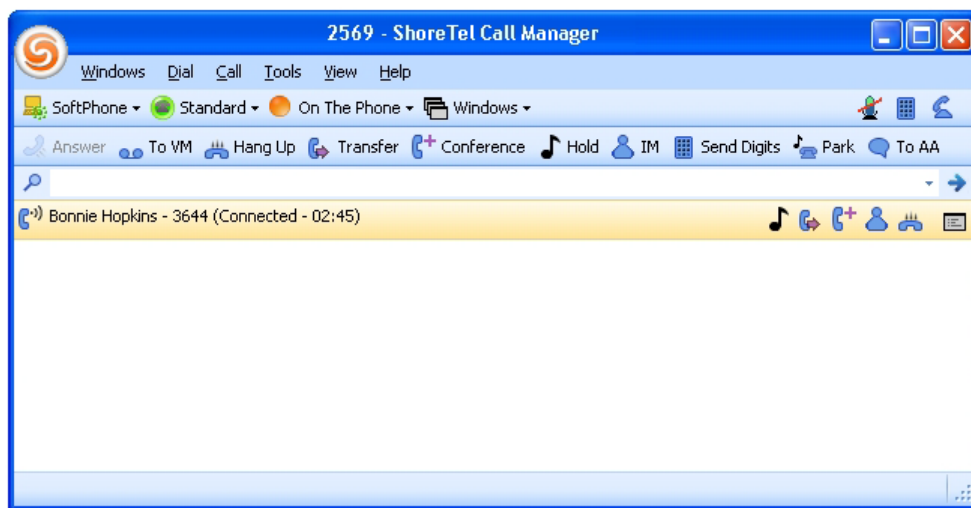 2569 - ShoreTel Call Manager
Windows Dial Call Tools View Help
SoftPhone Standard On The Phone Windows
Answer To VM Hang Up Transfer Conference Hold IM Send Digits Park To AA
Bonnie Hopkins - 3644 (Connected - 02:45)